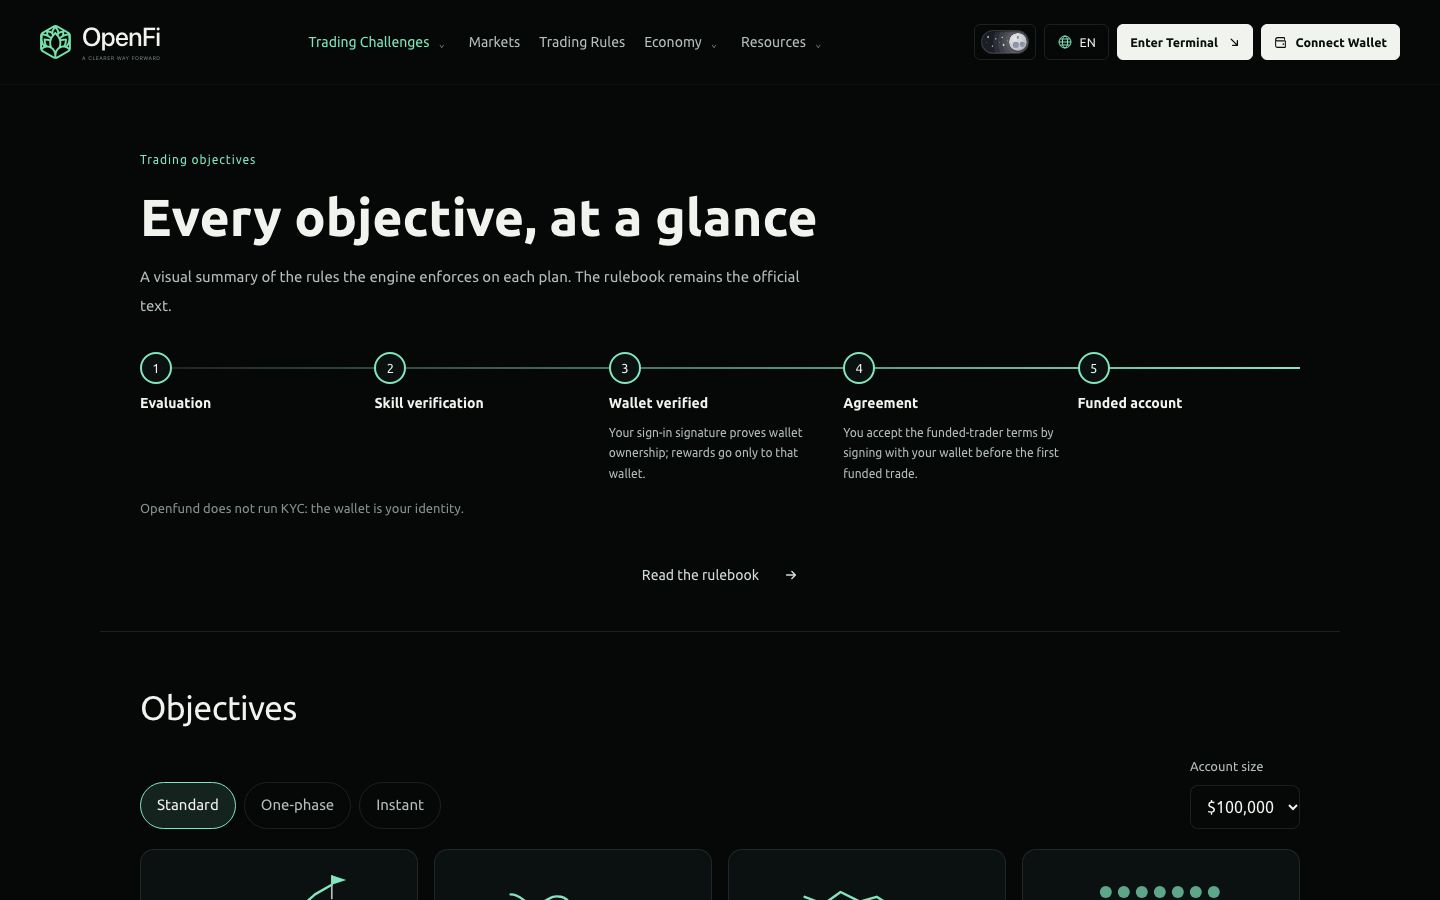 OpenFi
A CLEARER WAY FORWARD
Trading Challenges
Markets
Trading Rules
Economy
Resources
EN
Enter Terminal
Connect Wallet
Trading objectives
Every objective, at a glance
A visual summary of the rules the engine enforces on each plan. The rulebook remains the official
text.
1
2
3
4
5
Evaluation
Skill verification
Wallet verified
Your sign-in signature proves wallet
ownership; rewards go only to that
wallet.
Agreement
You accept the funded-trader terms by
signing with your wallet before the first
funded trade.
Funded account
Openfund does not run KYC: the wallet is your identity.
Read the rulebook
Objectives
Account size
Standard
One-phase
Instant
$100,000